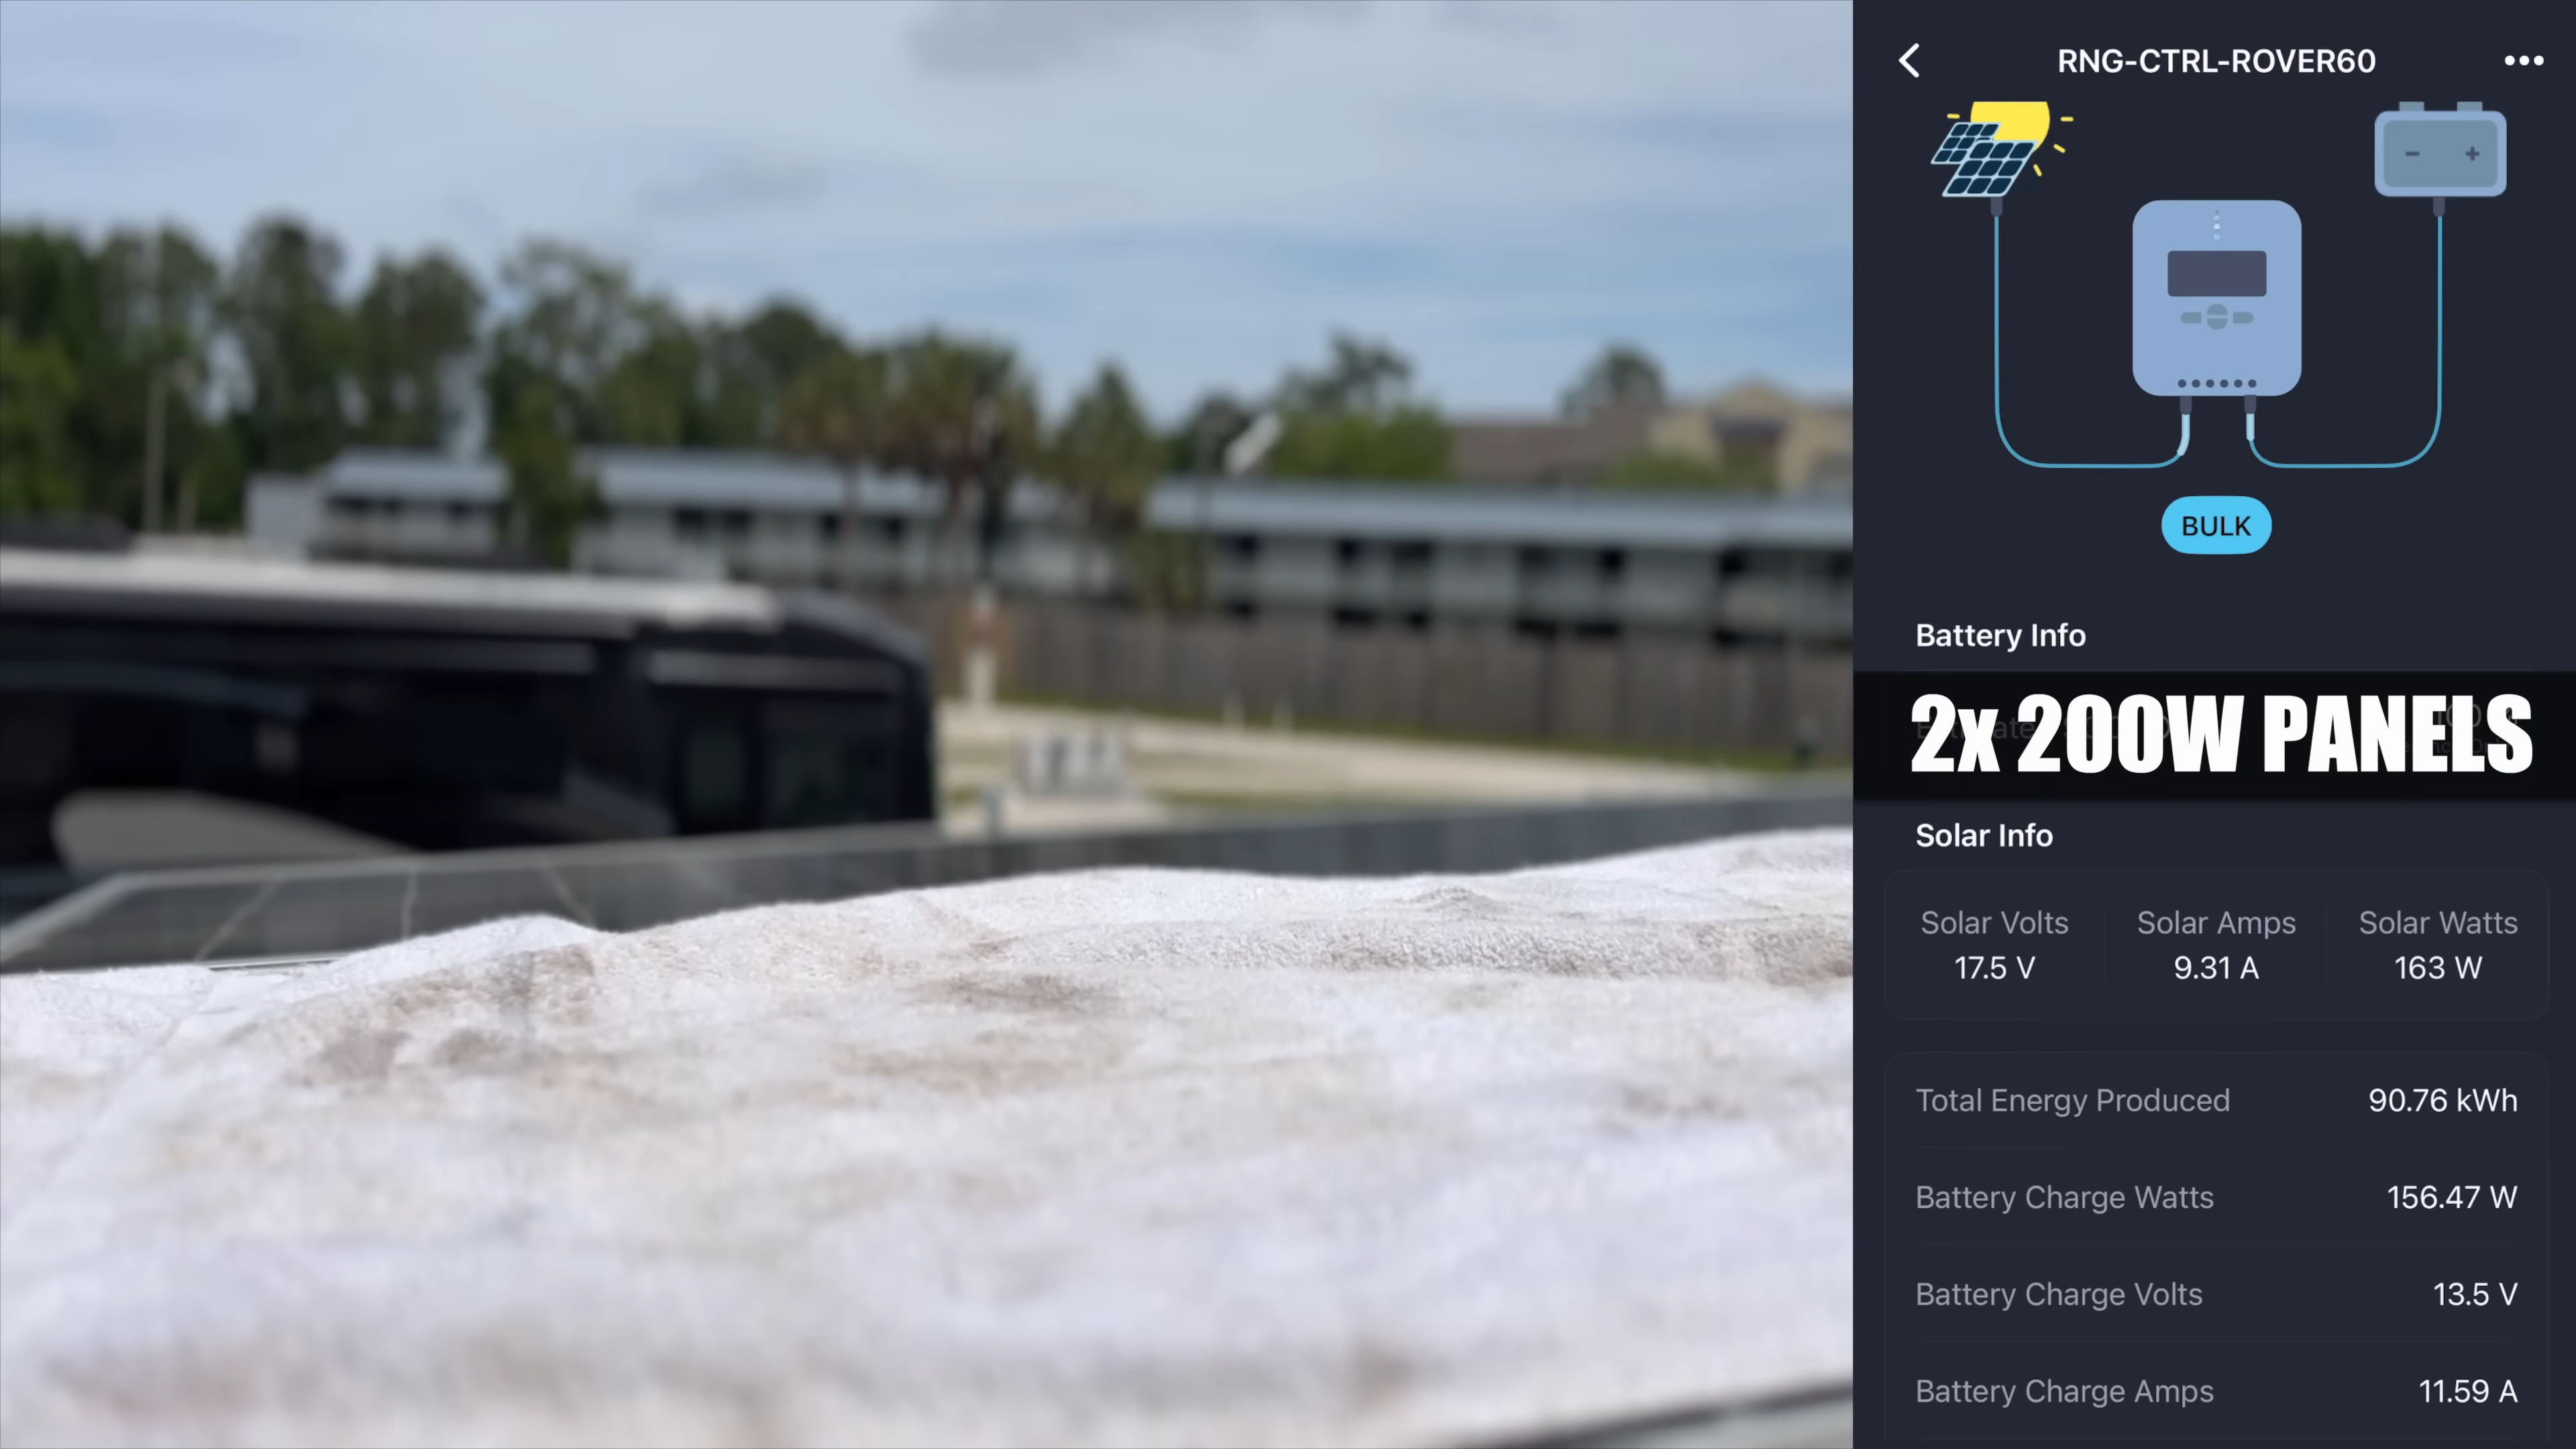 RNG-CTRL-ROVER60
BULK
Battery Info
2x 200W PANELS
Solar Info
Solar Volts Solar Amps Solar Watts
17.5 V 9.31 A 163 W
Total Energy Produced 90.76 kWh
Battery Charge Watts 156.47 W
Battery Charge Volts 13.5 V
Battery Charge Amps 11.59 A